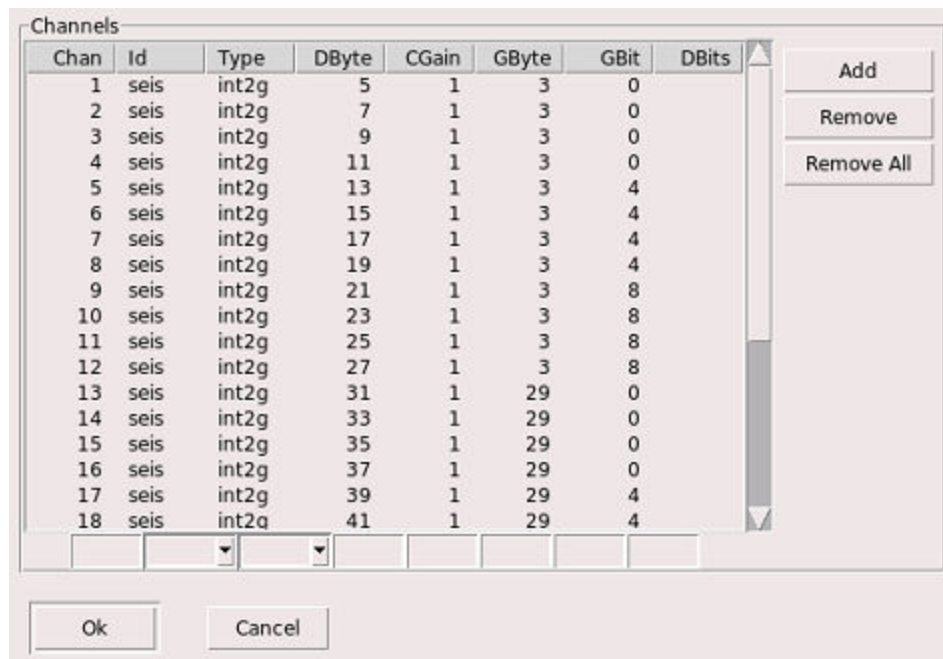 Channels
Chan Id Type DByte CGain GByte GBit DBits
1 seis int2g 5 1 3 0
2 seis int2g 7 1 3 0
3 seis int2g 9 1 3 0
4 seis int2g 11 1 3 0
5 seis int2g 13 1 3 4
6 seis int2g 15 1 3 4
7 seis int2g 17 1 3 4
8 seis int2g 19 1 3 4
9 seis int2g 21 1 3 8
10 seis int2g 23 1 3 8
11 seis int2g 25 1 3 8
12 seis int2g 27 1 3 8
13 seis int2g 31 1 29 0
14 seis int2g 33 1 29 0
15 seis int2g 35 1 29 0
16 seis int2g 37 1 29 0
17 seis int2g 39 1 29 4
18 seis int2g 41 1 29 4
Add
Remove
Remove All
Ok
Cancel